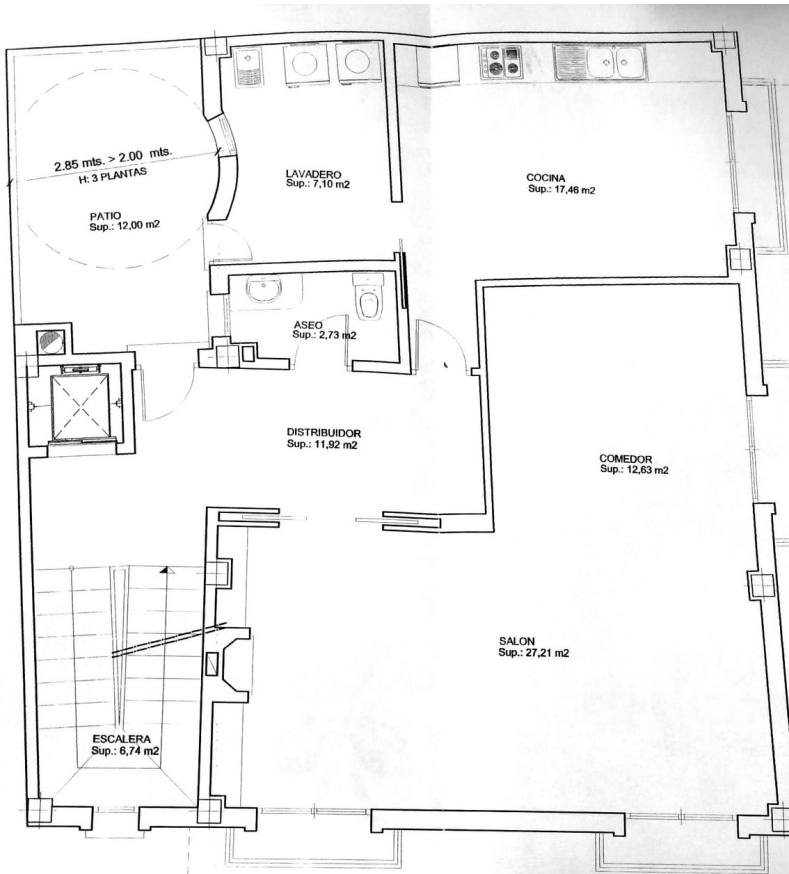 2.85 mts. > 2.00 mts.
H: 3 PLANTAS
PATIO
Sup.: 12,00 m2
LAVADERO
Sup.: 7,10 m2
COCINA
Sup.: 17,46 m2
ASEO
Sup.: 2,73 m2
DISTRIBUIDOR
Sup.: 11,92 m2
COMEDOR
Sup.: 12,63 m2
SALON
Sup.: 27,21 m2
ESCALERA
Sup.: 6,74 m2